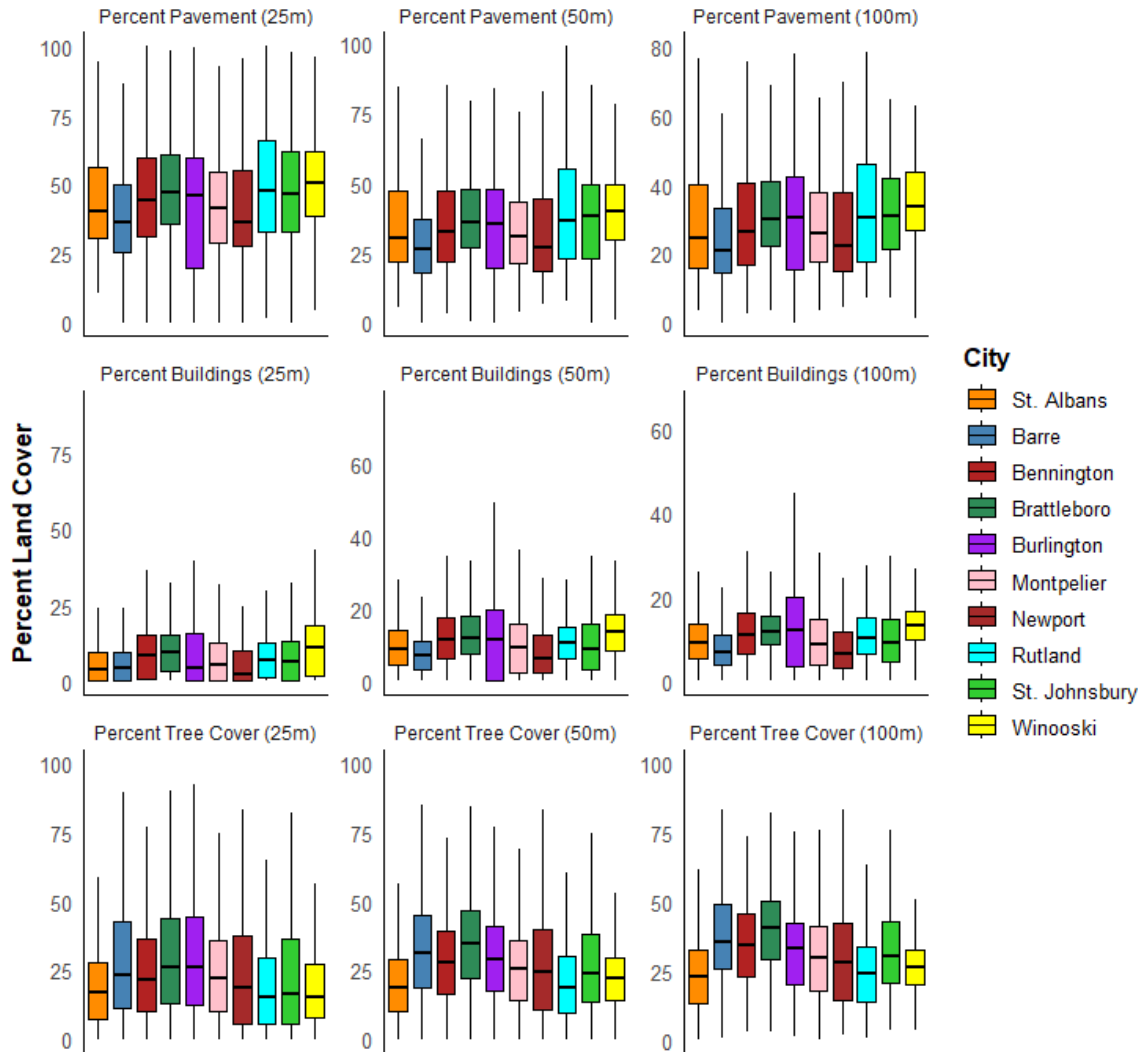 Percent Pavement (25m)
Percent Pavement (50m)
Percent Pavement (100m)
100
75
50
25
0
100
75
50
25
0
80
60
40
20
0
Percent Buildings (25m)
Percent Buildings (50m)
Percent Buildings (100m)
75
50
25
0
60
40
20
0
60
40
20
0
Percent Tree Cover (25m)
Percent Tree Cover (50m)
Percent Tree Cover (100m)
100
75
50
25
0
100
75
50
25
0
100
75
50
25
0
Percent Land Cover
City
St. Albans
Barre
Bennington
Brattleboro
Burlington
Montpelier
Newport
Rutland
St. Johnsbury
Winooski